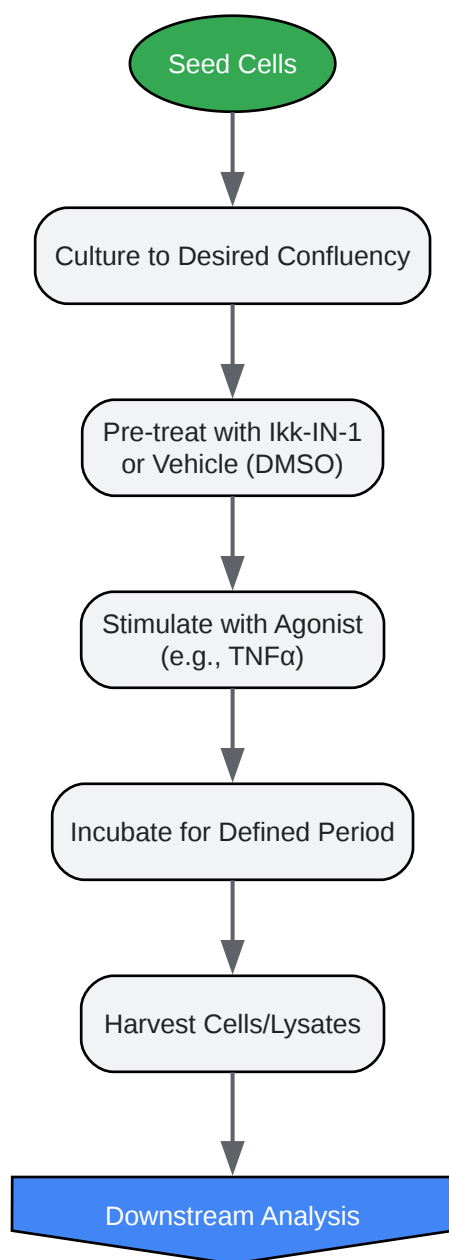 Seed Cells
Culture to Desired Confluency
Pre-treat with Ikk-IN-1
or Vehicle (DMSO)
Stimulate with Agonist
(e.g., TNFα)
Incubate for Defined Period
Harvest Cells/Lysates
Downstream Analysis